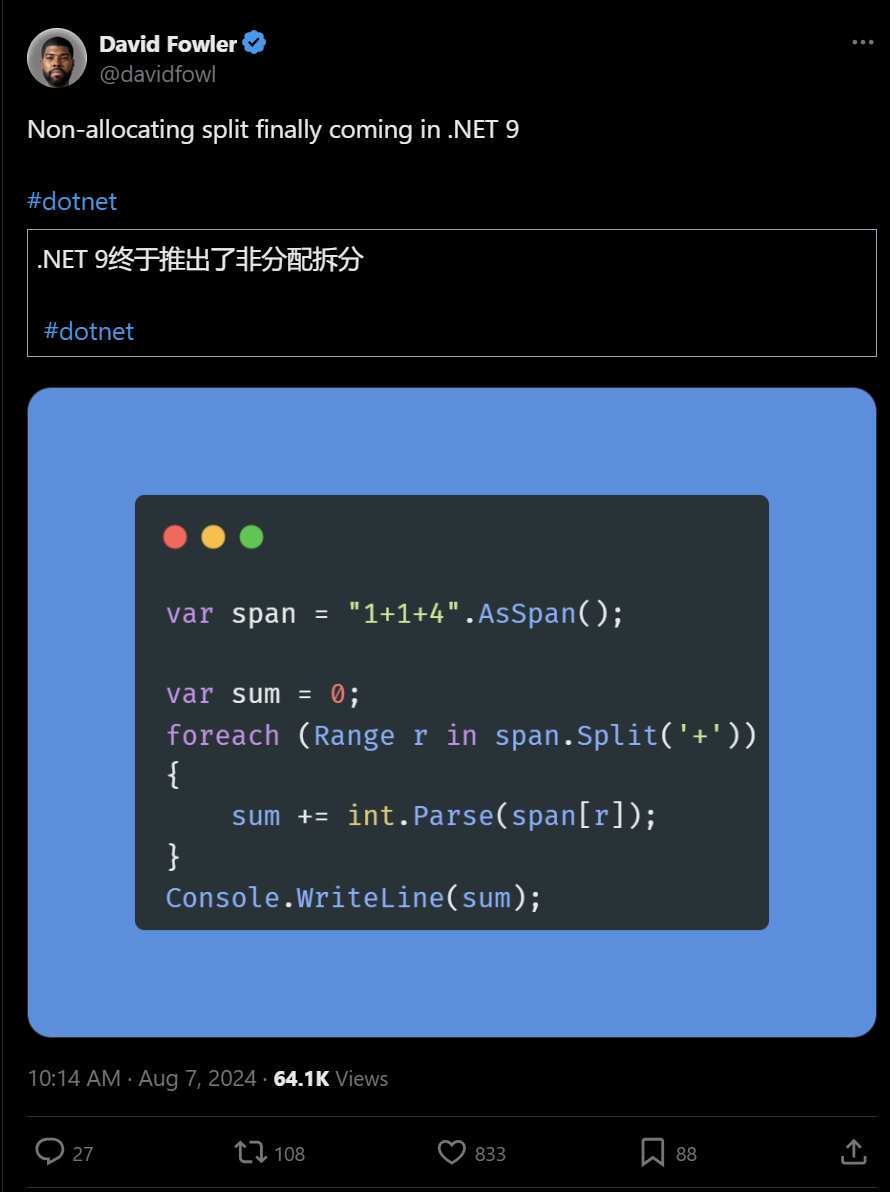 David Fowler
@davidfowl
Non-allocating split finally coming in .NET 9
#dotnet
.NET 9终于推出了非分配拆分
#dotnet
var span = "1+1+4".AsSpan();
var sum = 0;
foreach (Range r in span.Split('+'))
{
    sum += int.Parse(span[r]);
}
Console.WriteLine(sum);
10:14 AM · Aug 7, 2024 · 64.1K Views
27 108 833 88